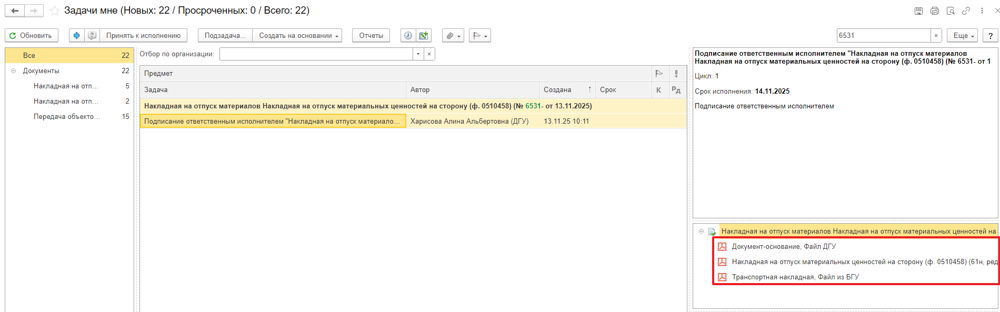 Задачи мне (Новых: 22 / Просроченных: 0 / Всего: 22)
Обновить
Принять к исполнению
Подзадача...
Создать на основании
Отчеты
6531
×
Еще
?
Все 22
Документы 22
Накладная на отп... 5
Накладная на отп... 2
Передача объекто... 15
Отбор по организации:
×
Предмет
Задача Автор Создана ↑ Срок К Рд
Накладная на отпуск материалов Накладная на отпуск материальных ценностей на сторону (ф. 0510458) (№ 6531- от 13.11.2025)
Подписание ответственным исполнителем "Накладная на отпуск материало... Харисова Алина Альбертовна (ДГУ) 13.11.25 10:11
Подписание ответственным исполнителем "Накладная на отпуск материалов
Накладная на отпуск материальных ценностей на сторону (ф. 0510458) (№ 6531- от 1
Цикл: 1
Срок исполнения: 14.11.2025
Подписание ответственным исполнителем
Накладная на отпуск материалов Накладная на отпуск материальных ценностей на
Документ-основание, Файл ДГУ
Накладная на отпуск материальных ценностей на сторону (ф. 0510458) (61н, ред
Транспортная накладная, Файл из БГУ